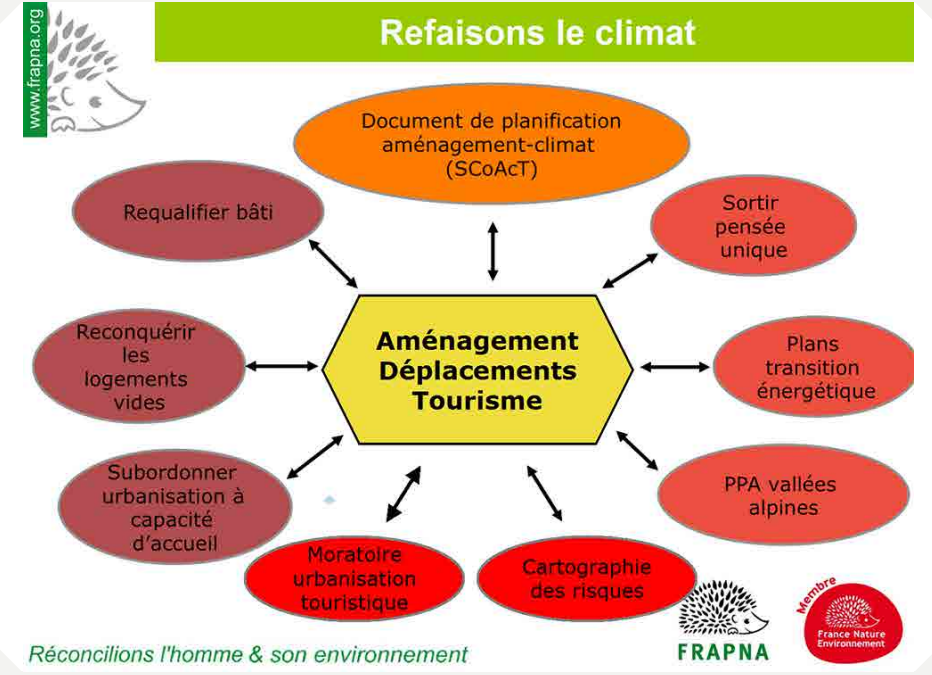 www.frapna.org
Refaisons le climat
Document de planification
aménagement-climat
(SCoAcT)
Requalifier bâti
Sortir
pensée
unique
Reconquérir
les
logements
vides
Aménagement
Déplacements
Tourisme
Plans
transition
énergétique
Subordonner
urbanisation à
capacité
d'accueil
PPA vallées
alpines
Moratoire
urbanisation
touristique
Cartographie
des risques
Réconcilions l'homme & son environnement
FRAPNA
Membre
France Nature
Environnement